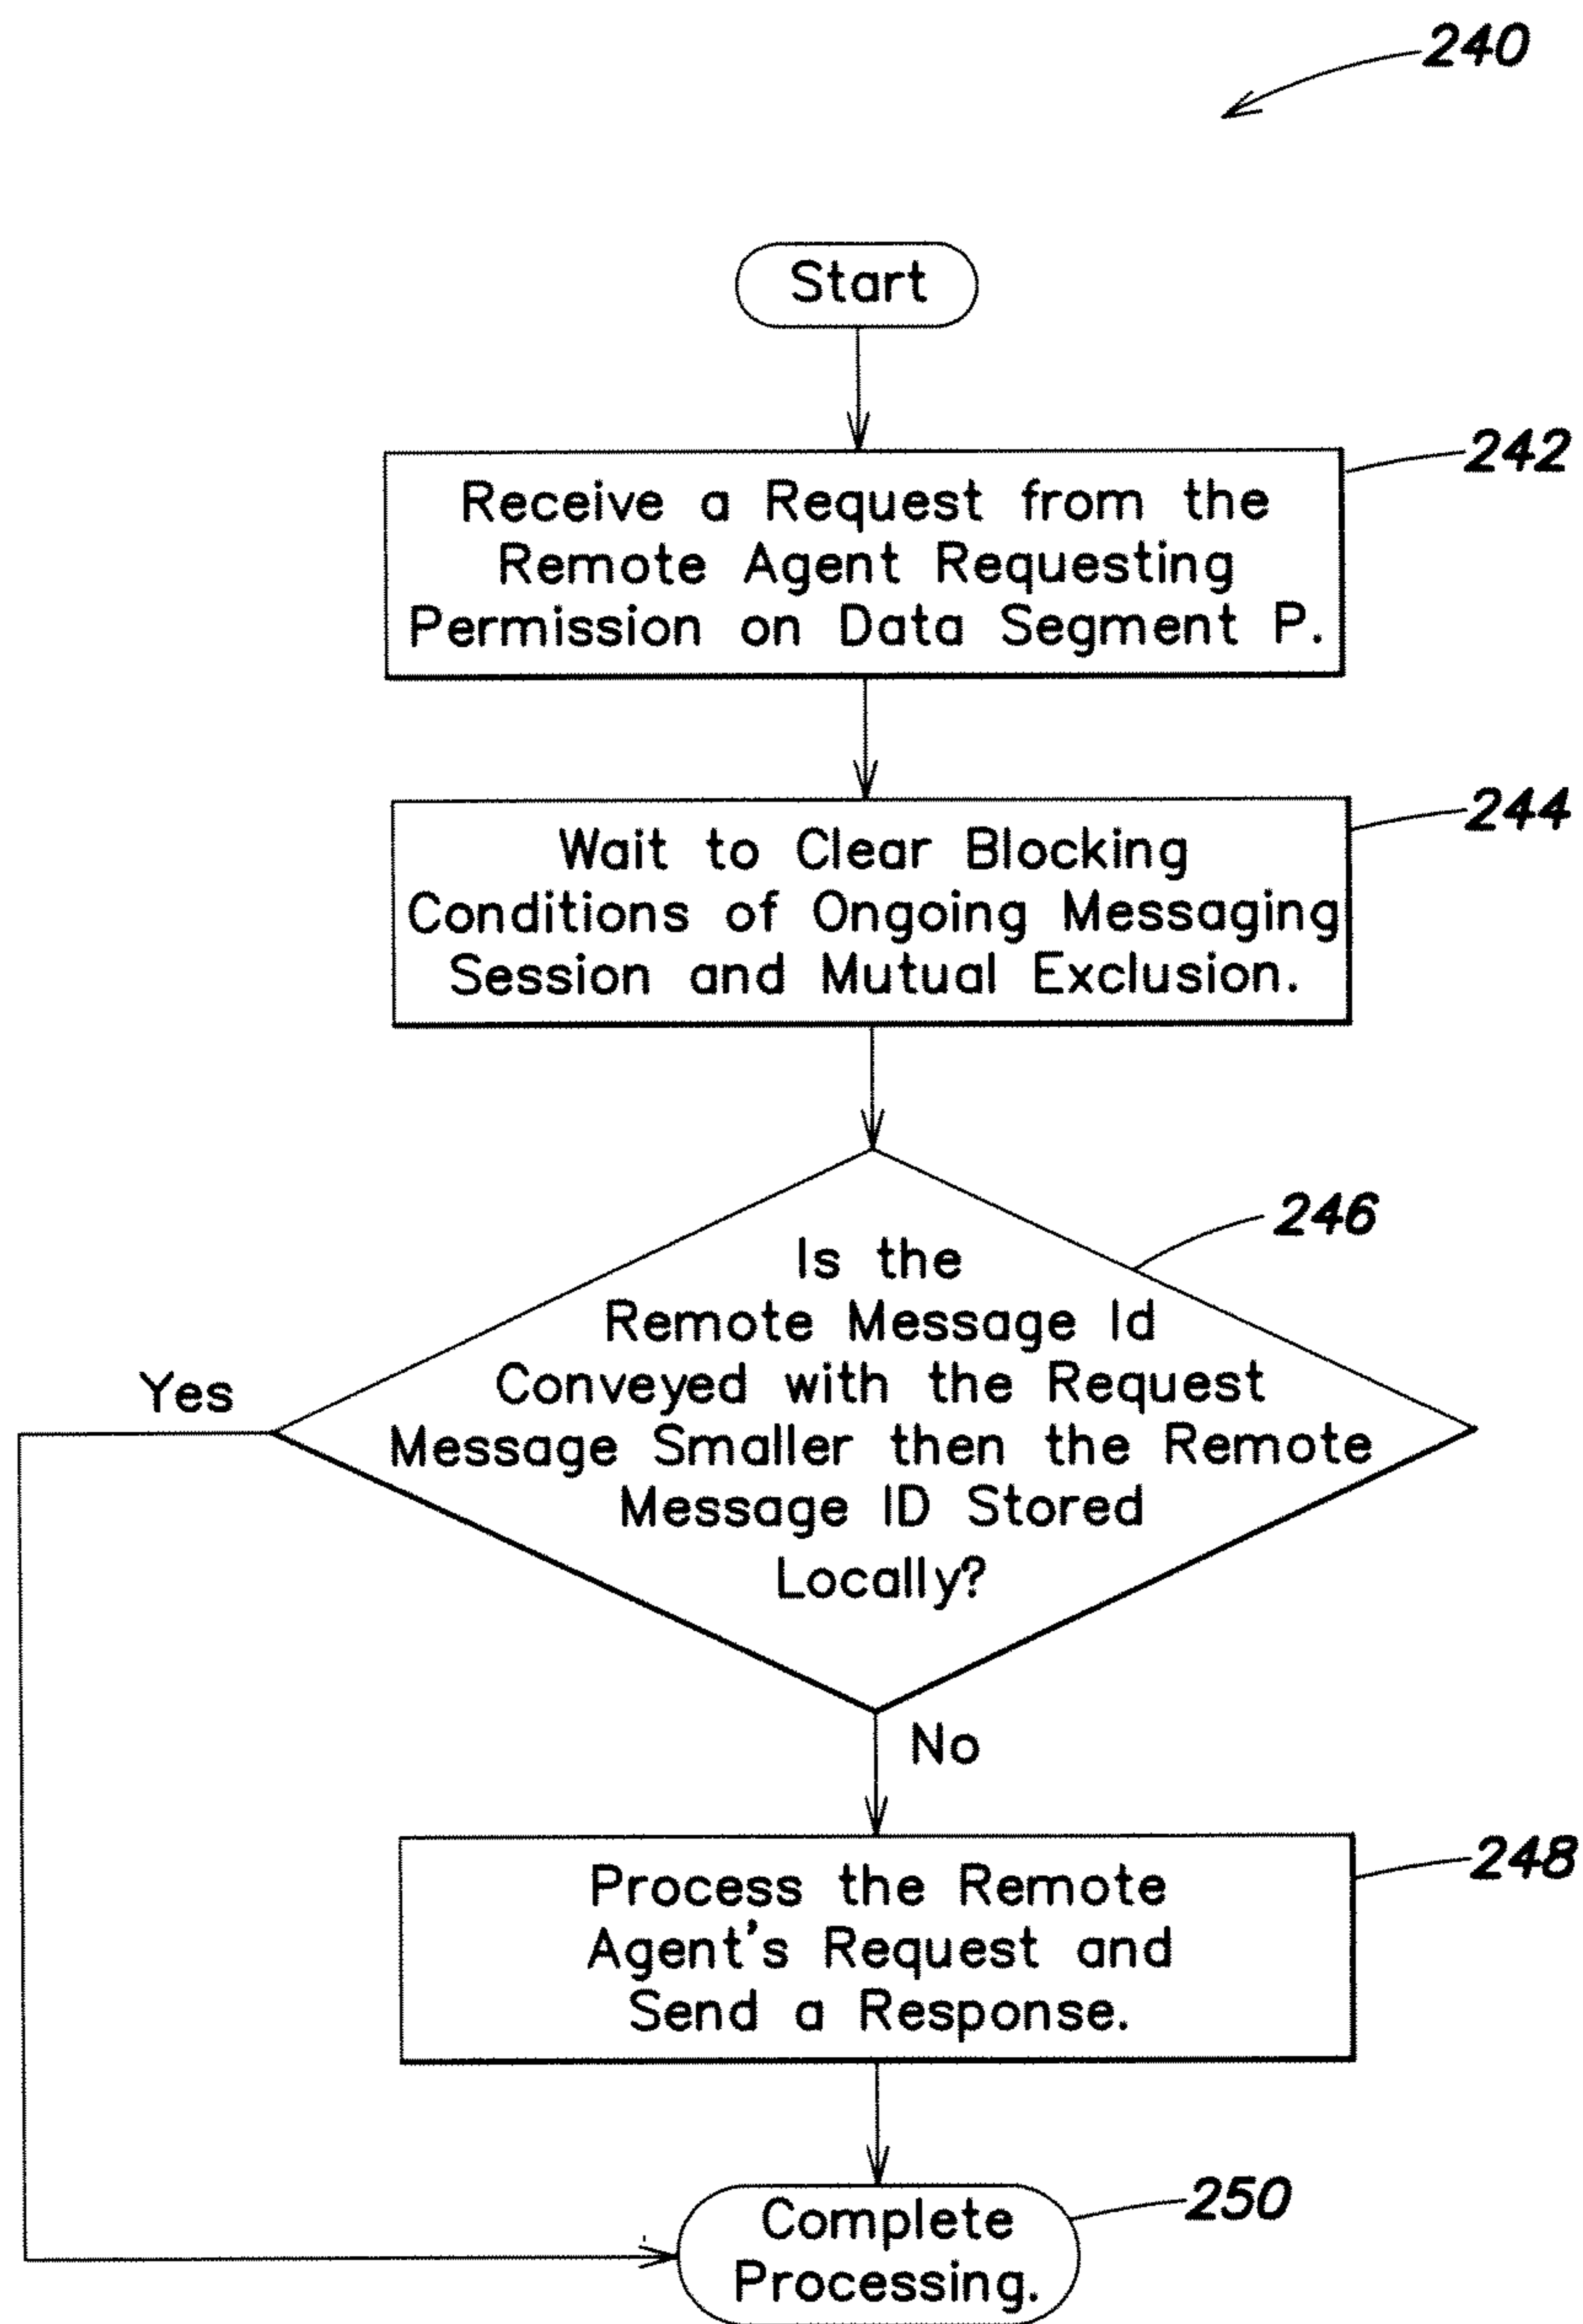 240
Start
242
Receive a Request from the
Remote Agent Requesting
Permission on Data Segment P.
244
Wait to Clear Blocking
Conditions of Ongoing Messaging
Session and Mutual Exclusion.
246
Is the
Remote Message Id
Conveyed with the Request
Message Smaller then the Remote
Message ID Stored
Locally?
Yes
No
248
Process the Remote
Agent's Request and
Send a Response.
250
Complete
Processing.